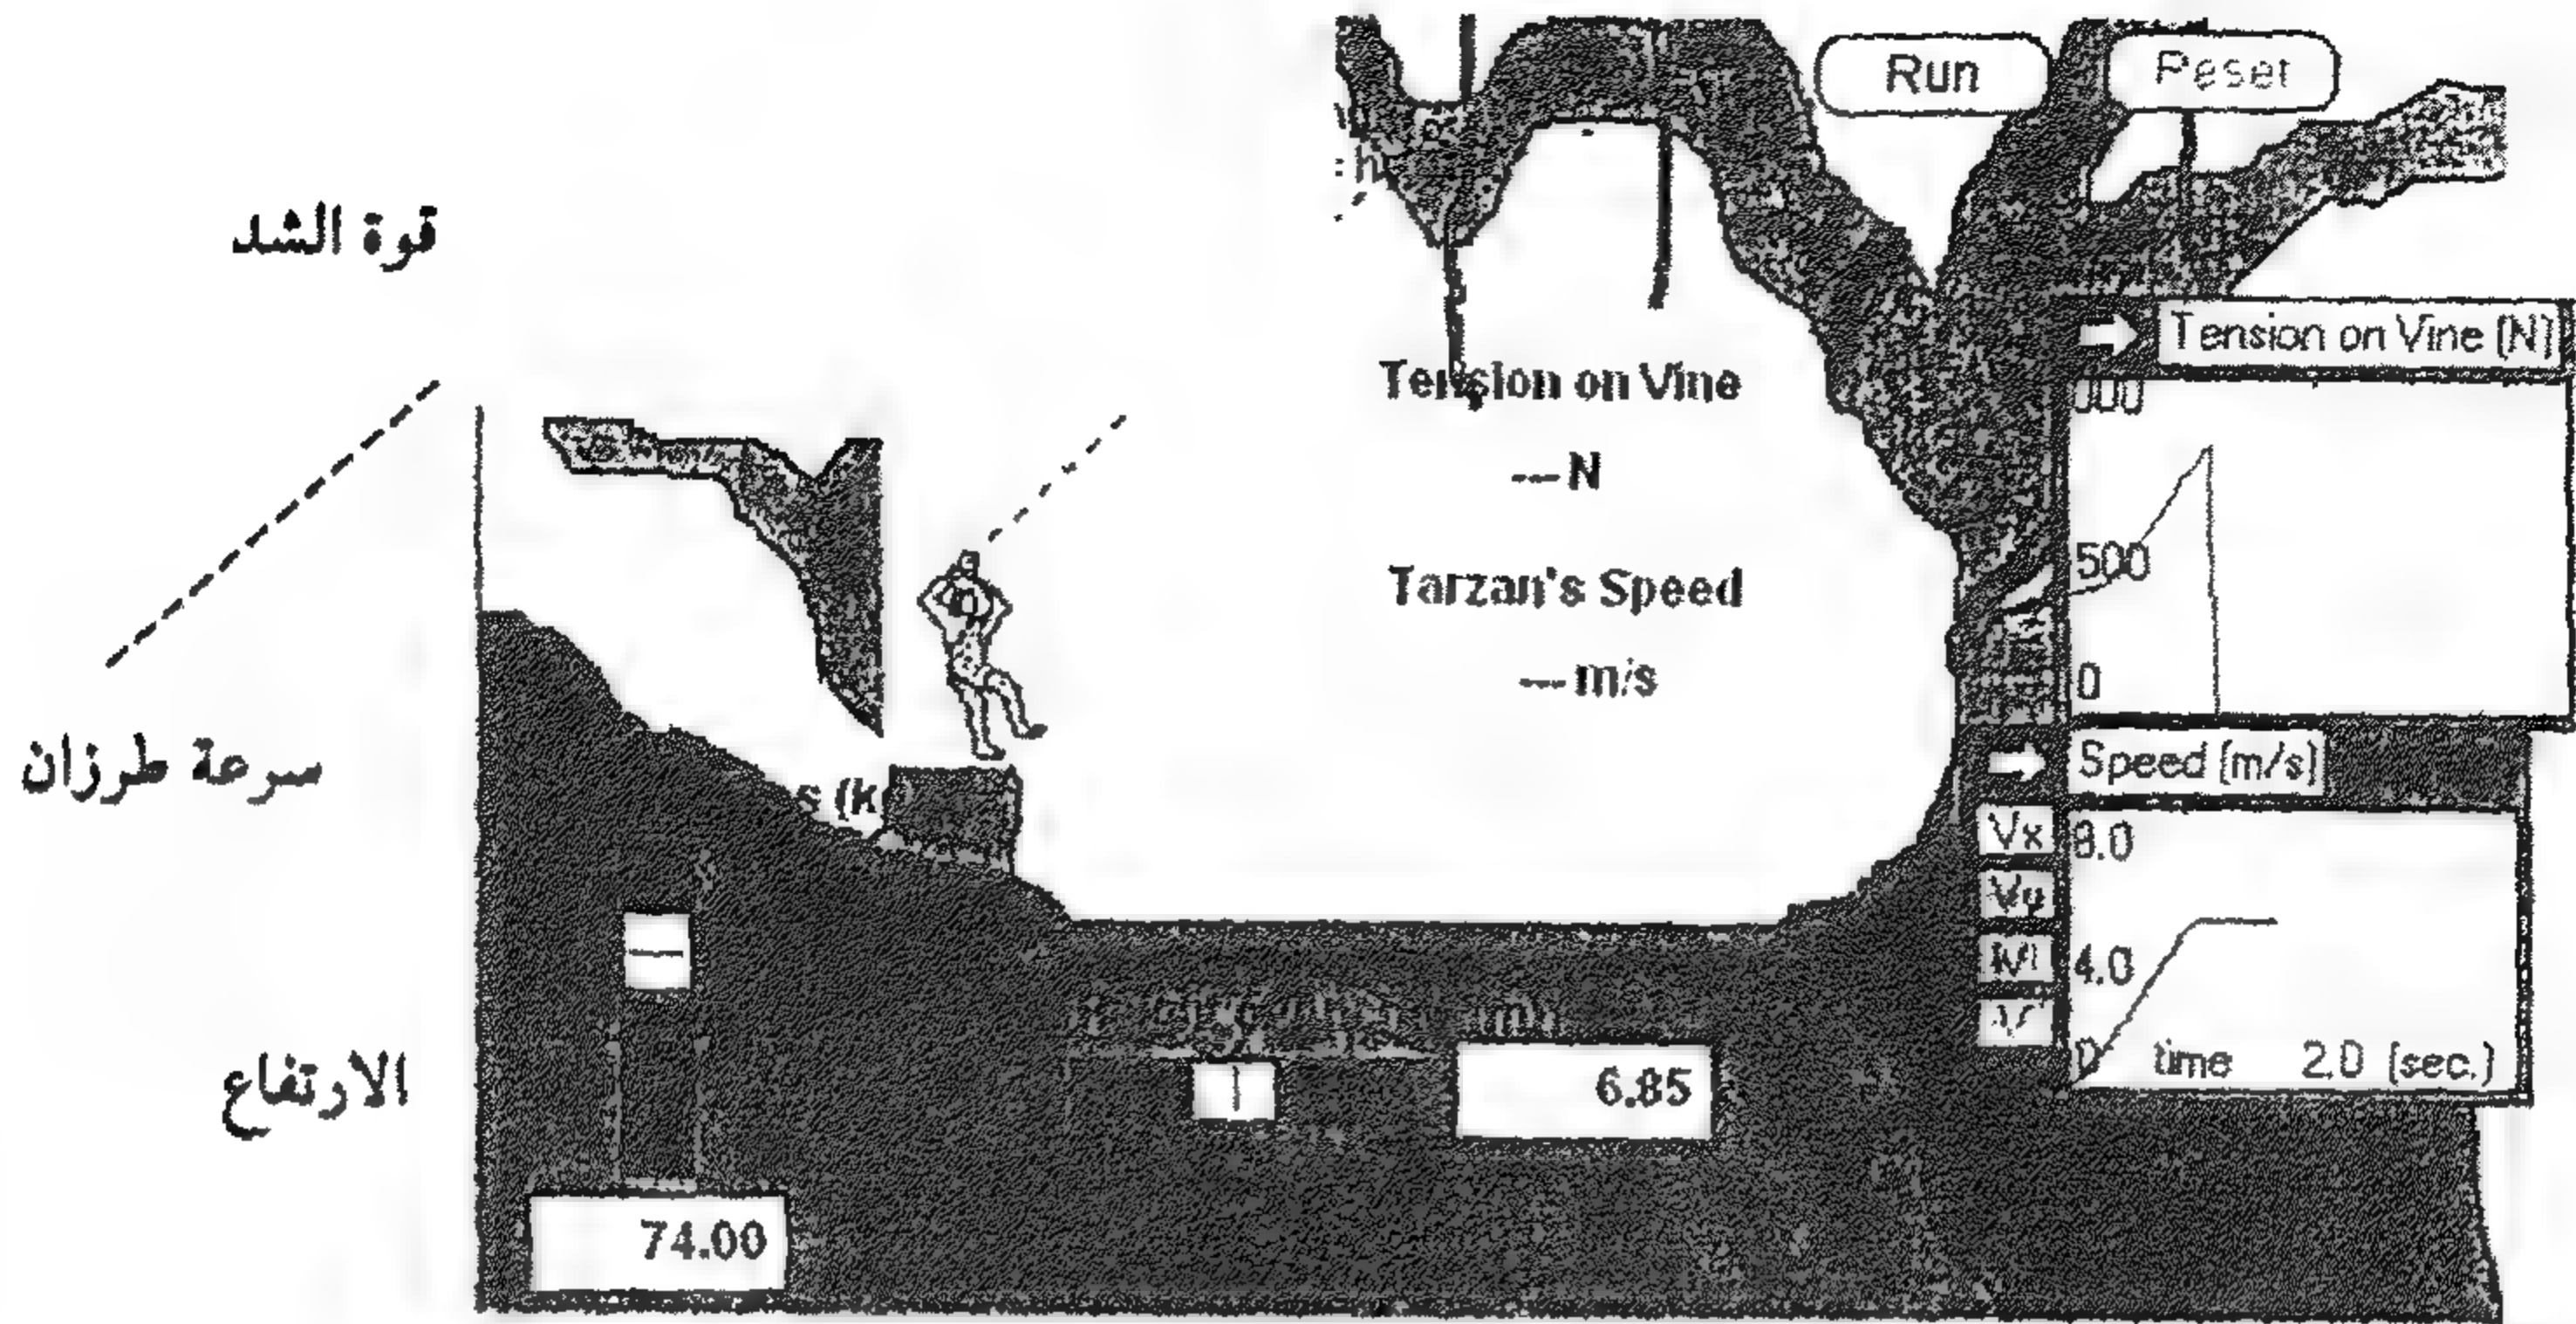 Run
قوة الشد
Tension on Vine (N)
Tension on Vine
--- N
500
Tarzan's Speed
0
--- m/s
سرعة طرزان
Speed (m/s)
Vx
8.0
Vy
4.0
الارتفاع
6.85
0 time 2.0 (sec.)
74.00